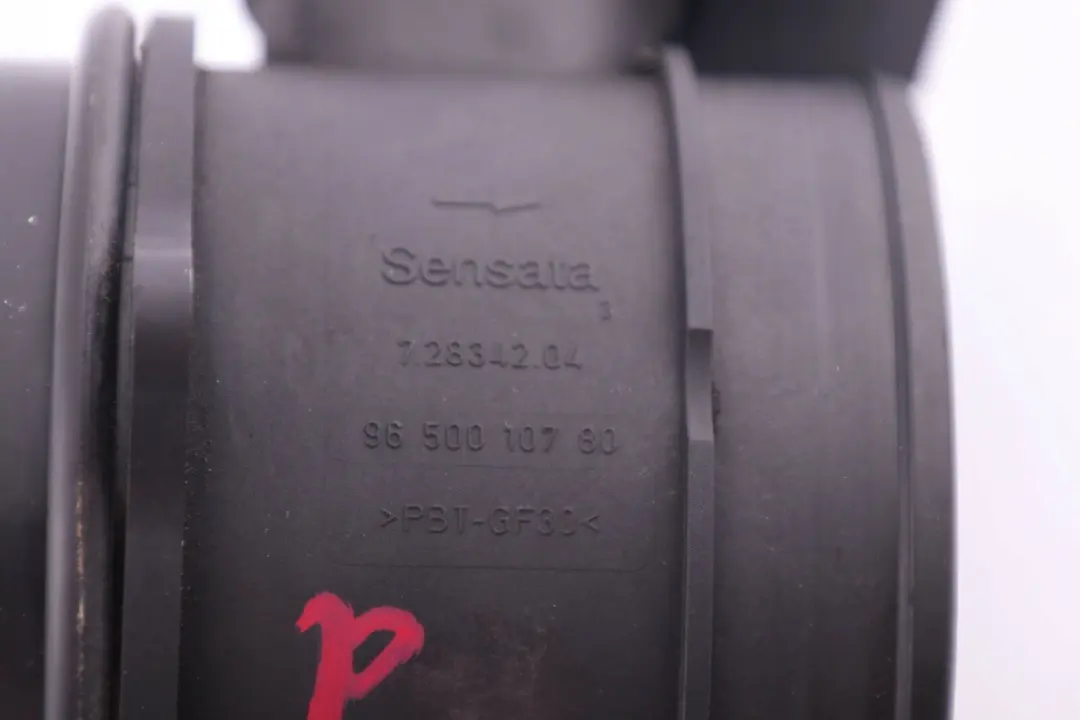 Sensata
7.28342.04
96 500 107 80
>PBT-GF30<
P